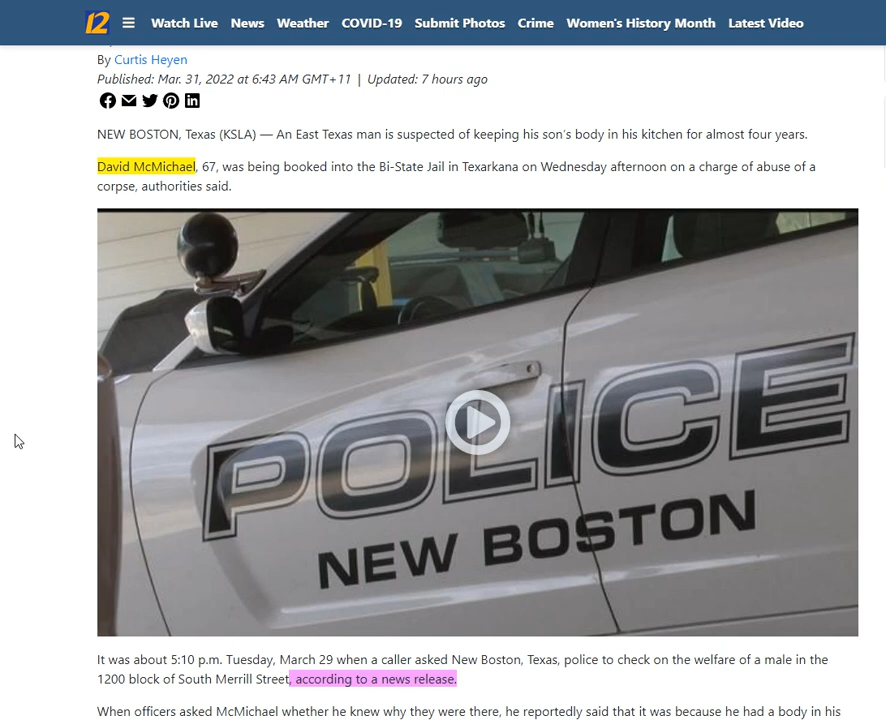 12 Watch Live News Weather COVID-19 Submit Photos Crime Women's History Month Latest Video
By Curtis Heyen
Published: Mar. 31, 2022 at 6:43 AM GMT+11 | Updated: 7 hours ago
NEW BOSTON, Texas (KSLA) — An East Texas man is suspected of keeping his son's body in his kitchen for almost four years.
David McMichael, 67, was being booked into the Bi-State Jail in Texarkana on Wednesday afternoon on a charge of abuse of a
corpse, authorities said.
POLICE
NEW BOSTON
It was about 5:10 p.m. Tuesday, March 29 when a caller asked New Boston, Texas, police to check on the welfare of a male in the
1200 block of South Merrill Street, according to a news release.
When officers asked McMichael whether he knew why they were there, he reportedly said that it was because he had a body in his